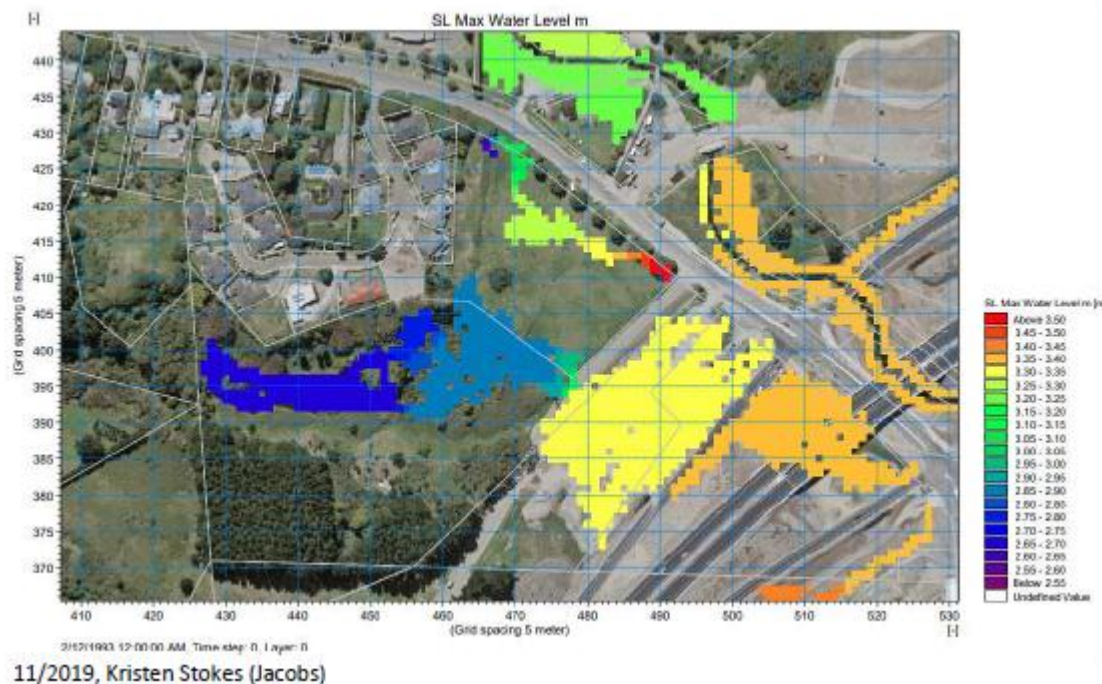 [-]
SL Max Water Level m
440
435
430
425
420
415
410
405
400
395
390
385
380
375
370
(Grid spacing 5 meter)
410 420 430 440 450 460 470 480 490 500 510 520 530
(Grid spacing 5 meter) [-]
SL Max Water Level m [m
Above 3.50
3.45 - 3.50
3.40 - 3.45
3.35 - 3.40
3.30 - 3.35
3.25 - 3.30
3.20 - 3.25
3.15 - 3.20
3.10 - 3.15
3.05 - 3.10
3.00 - 3.05
2.95 - 3.00
2.90 - 2.95
2.85 - 2.90
2.80 - 2.85
2.75 - 2.80
2.70 - 2.75
2.65 - 2.70
2.60 - 2.65
2.55 - 2.60
Below 2.55
Undefined Value
2/12/1993 12:00:00 AM, Time step: 0, Layer: 0
11/2019, Kristen Stokes (Jacobs)